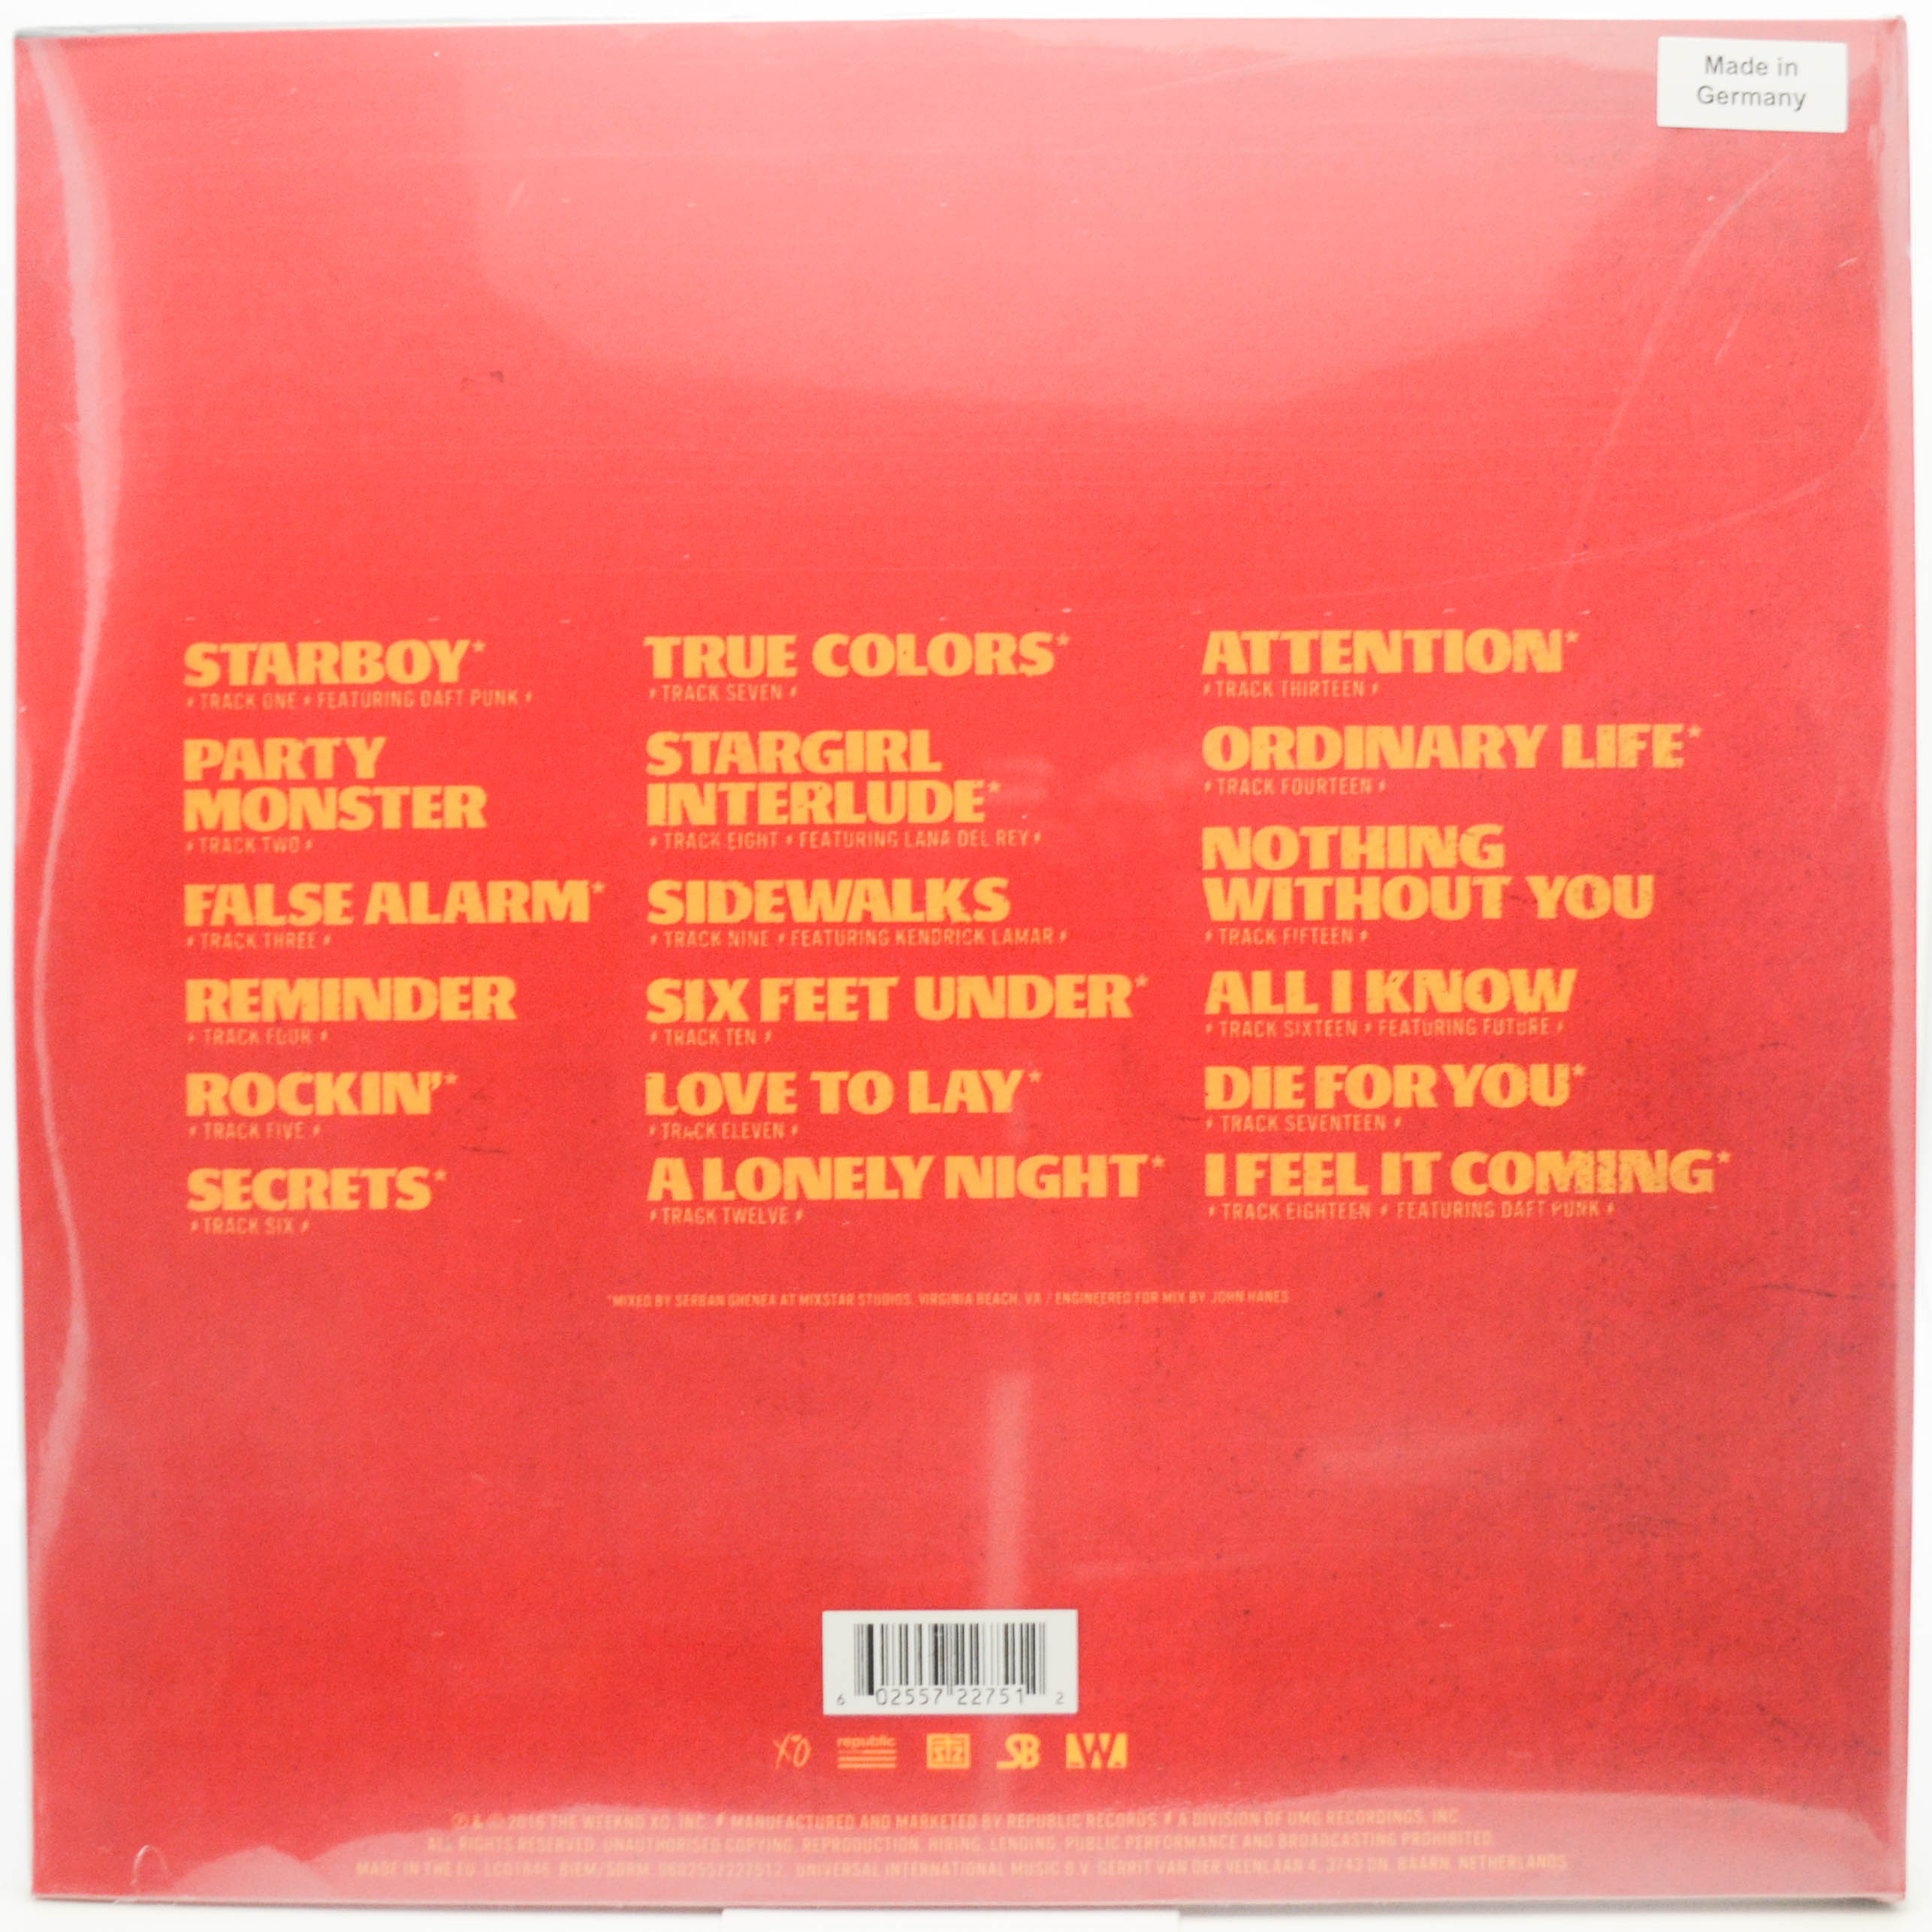 Made in
Germany
STARBOY*
TRACK ONE FEATURING DAFT PUNK
PARTY
MONSTER
TRACK TWO
FALSE ALARM*
TRACK THREE
REMINDER
TRACK FOUR
ROCKIN'*
TRACK FIVE
SECRETS*
TRACK SIX
TRUE COLORS*
TRACK SEVEN
STARGIRL
INTERLUDE*
TRACK EIGHT FEATURING LANA DEL REY
SIDEWALKS
TRACK NINE FEATURING KENDRICK LAMAR
SIX FEET UNDER*
TRACK TEN
LOVE TO LAY*
TRACK ELEVEN
A LONELY NIGHT*
TRACK TWELVE
ATTENTION*
TRACK THIRTEEN
ORDINARY LIFE*
TRACK FOURTEEN
NOTHING
WITHOUT YOU
TRACK FIFTEEN
ALL I KNOW
TRACK SIXTEEN FEATURING FUTURE
DIE FOR YOU*
TRACK SEVENTEEN
I FEEL IT COMING*
TRACK EIGHTEEN FEATURING DAFT PUNK
*MIXED BY SERBAN GHENEA AT MIXSTAR STUDIOS, VIRGINIA BEACH, VA / ENGINEERED FOR MIX BY JOHN HANES
6 02557 22751 2
XO republic SB W
℗ & © 2016 THE WEEKND XO, INC. MANUFACTURED AND MARKETED BY REPUBLIC RECORDS A DIVISION OF UMG RECORDINGS, INC.
ALL RIGHTS RESERVED. UNAUTHORISED COPYING, REPRODUCTION, HIRING, LENDING, PUBLIC PERFORMANCE AND BROADCASTING PROHIBITED.
MADE IN THE EU. LC01846. BIEM/SDRM. 0602557227512. UNIVERSAL INTERNATIONAL MUSIC B.V. GERRIT VAN DER VEENLAAN 4, 3743 DN, BAARN, NETHERLANDS